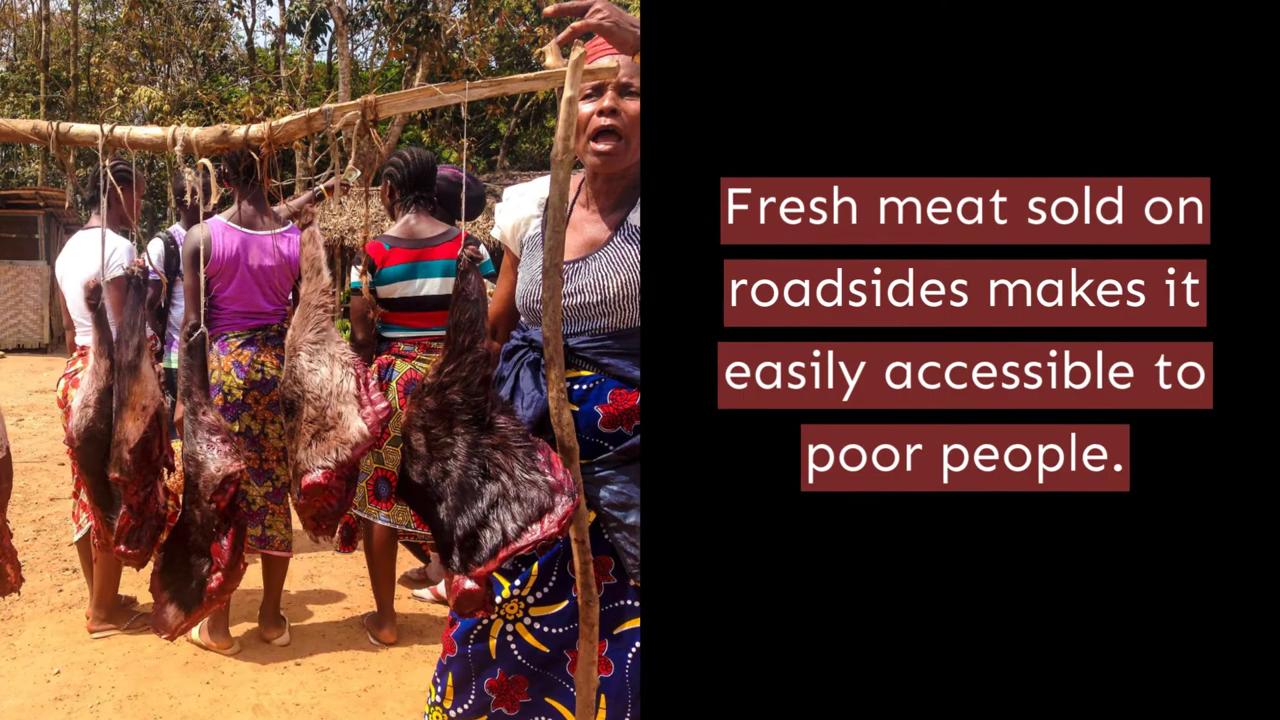 Fresh meat sold on
roadsides makes it
easily accessible to
poor people.